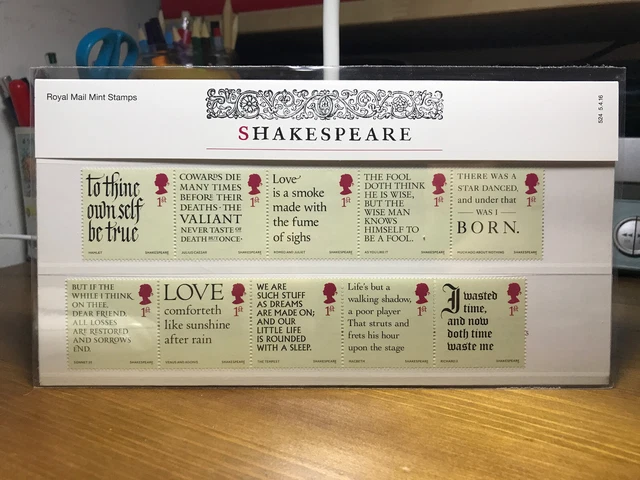 Royal Mail Mint Stamps
524 5.4.16
SHAKESPEARE
to thine
own self
be true
1st
HAMLET
SHAKESPEARE
COWARDS DIE
MANY TIMES
BEFORE THEIR
DEATHS · THE
VALIANT
NEVER TASTE OF
DEATH BUT ONCE ·
1st
JULIUS CAESAR
SHAKESPEARE
Love
is a smoke
made with
the fume
of sighs
1st
ROMEO AND JULIET
SHAKESPEARE
THE FOOL
DOTH THINK
HE IS WISE,
BUT THE
WISE MAN
KNOWS
HIMSELF TO
BE A FOOL.
1st
AS YOU LIKE IT
SHAKESPEARE
THERE WAS A
STAR DANCED,
and under that
WAS I
BORN.
1st
MUCH ADO ABOUT NOTHING
SHAKESPEARE
BUT IF THE
WHILE I THINK
ON THEE,
DEAR FRIEND,
ALL LOSSES
ARE RESTORED
AND SORROWS
END.
1st
SONNET 30
SHAKESPEARE
LOVE
comforteth
like sunshine
after rain
1st
VENUS AND ADONIS
SHAKESPEARE
WE ARE
SUCH STUFF
AS DREAMS
ARE MADE ON;
AND OUR
LITTLE LIFE
IS ROUNDED
WITH A SLEEP.
1st
THE TEMPEST
SHAKESPEARE
Life's but a
walking shadow,
a poor player
That struts and
frets his hour
upon the stage
1st
MACBETH
SHAKESPEARE
I wasted
time,
and now
doth time
waste me
1st
RICHARD II
SHAKESPEARE